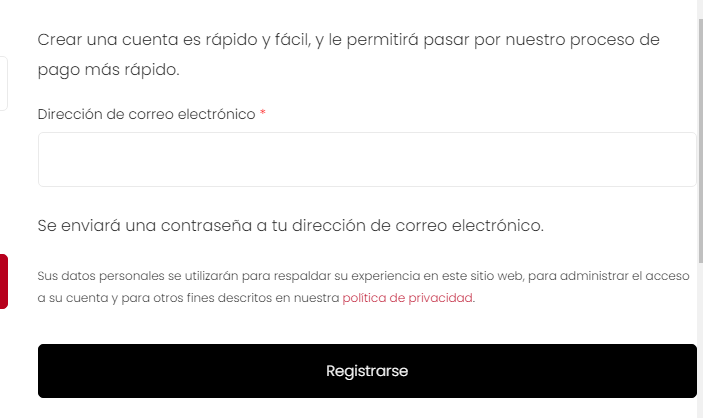 Crear una cuenta es rápido y fácil, y le permitirá pasar por nuestro proceso de
pago más rápido.
Dirección de correo electrónico *
Se enviará una contraseña a tu dirección de correo electrónico.
Sus datos personales se utilizarán para respaldar su experiencia en este sitio web, para administrar el acceso
a su cuenta y para otros fines descritos en nuestra política de privacidad.
Registrarse